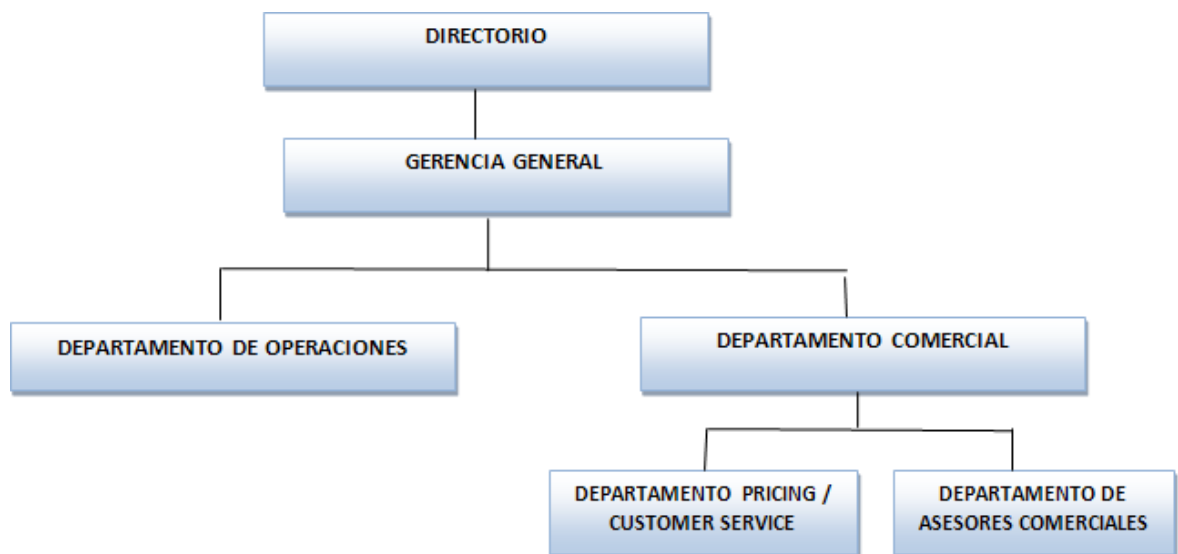 DIRECTORIO
GERENCIA GENERAL
DEPARTAMENTO DE OPERACIONES
DEPARTAMENTO COMERCIAL
DEPARTAMENTO PRICING /
CUSTOMER SERVICE
DEPARTAMENTO DE
ASESORES COMERCIALES